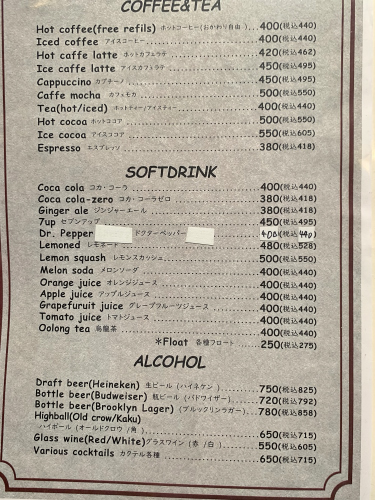 COFFEE&TEA
Hot coffee(free refils) ホットコーヒー(おかわり自由)......400(税込440)
Iced coffee アイスコーヒー......400(税込440)
Hot caffe latte ホットカフェラテ......420(税込462)
Ice caffe latte アイスカフェラテ......450(税込495)
Cappuccino カプチーノ......450(税込495)
Caffe mocha カフェモカ......500(税込550)
Tea(hot/iced) ホットティー/アイスティー......400(税込440)
Hot cocoa ホットココア......500(税込550)
Ice cocoa アイスココア......550(税込605)
Espresso エスプレッソ......380(税込418)
SOFTDRINK
Coca cola コカ・コーラ......400(税込440)
Coca cola-zero コカ・コーラゼロ......380(税込418)
Ginger ale ジンジャーエール......380(税込418)
7up セブンアップ......450(税込495)
Dr. Pepper ドクターペッパー 400(税込440)
Lemoned レモネード......480(税込528)
Lemon squash レモンスカッシュ......500(税込550)
Melon soda メロンソーダ......400(税込440)
Orange juice オレンジジュース......400(税込440)
Apple juice アップルジュース......400(税込440)
Grapefuruit juice グレープフルーツジュース......400(税込440)
Tomato juice トマトジュース......400(税込440)
Oolong tea 烏龍茶......400(税込440)
*Float 各種フロート......250(税込275)
ALCOHOL
Draft beer(Heineken) 生ビール(ハイネケン)......750(税込825)
Bottle beer(Budweiser) 瓶ビール(バドワイザー)......720(税込792)
Bottle beer(Brooklyn Lager)(ブルックリンラガー)......780(税込858)
Highball(Old crow/Kaku)
ハイボール(オールドクロウ/角)......650(税込715)
Glass wine(Red/White)グラスワイン(赤/白)......550(税込605)
Various cocktails カクテル各種......650(税込715)